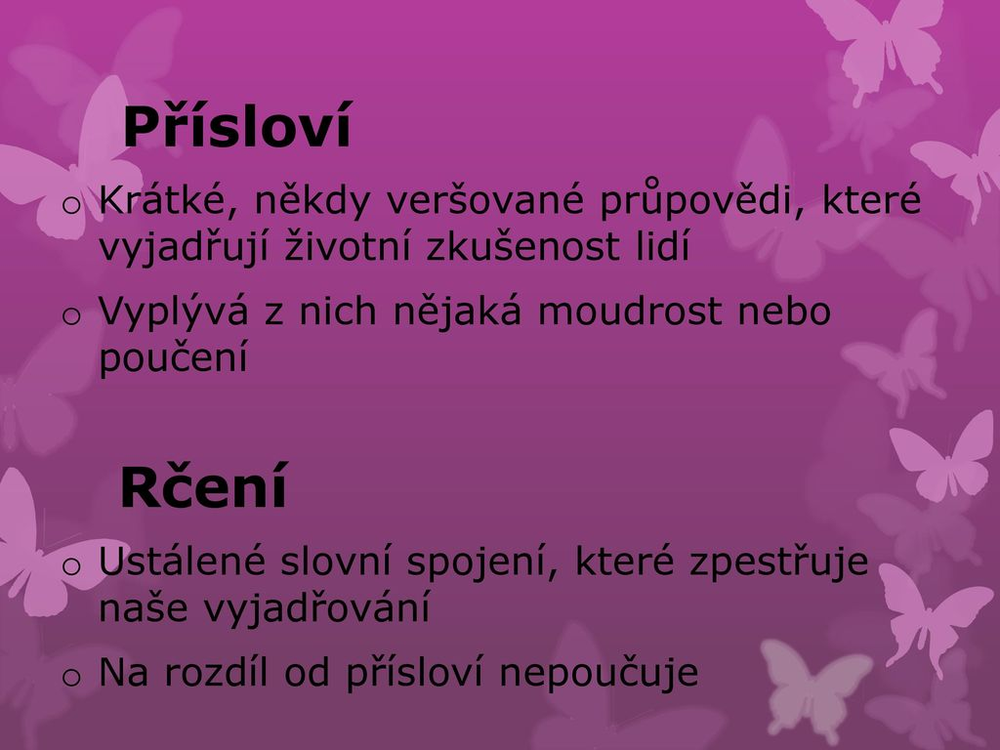 Přísloví
o Krátké, někdy veršované průpovědi, které
vyjadřují životní zkušenost lidí
o Vyplývá z nich nějaká moudrost nebo
poučení
Rčení
o Ustálené slovní spojení, které zpestřuje
naše vyjadřování
o Na rozdíl od přísloví nepoučuje